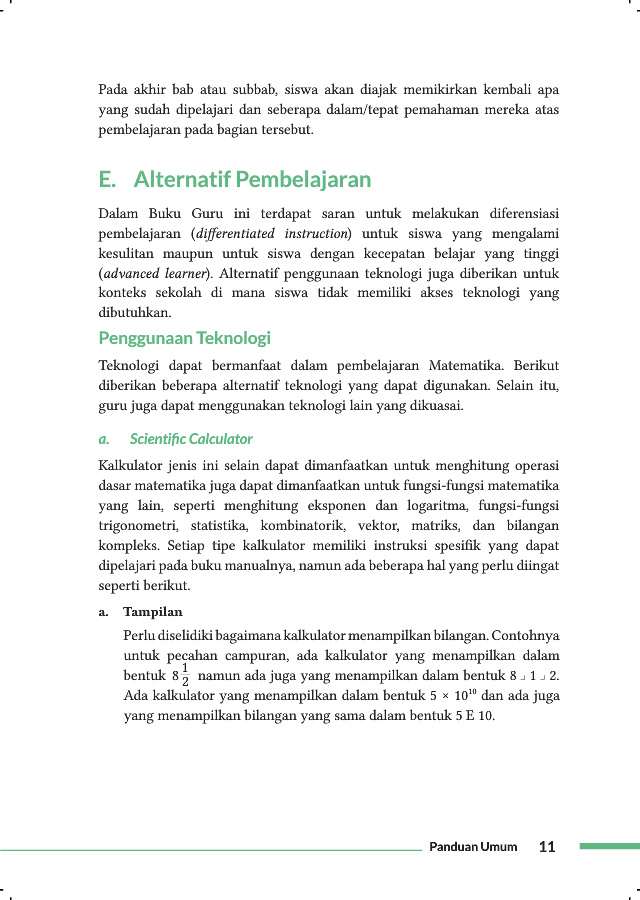 Pada akhir bab atau subbab, siswa akan diajak memikirkan kembali apa
yang sudah dipelajari dan seberapa dalam/tepat pemahaman mereka atas
pembelajaran pada bagian tersebut.
E. Alternatif Pembelajaran
Dalam Buku Guru ini terdapat saran untuk melakukan diferensiasi
pembelajaran (differentiated instruction) untuk siswa yang mengalami
kesulitan maupun untuk siswa dengan kecepatan belajar yang tinggi
(advanced learner). Alternatif penggunaan teknologi juga diberikan untuk
konteks sekolah di mana siswa tidak memiliki akses teknologi yang
dibutuhkan.
Penggunaan Teknologi
Teknologi dapat bermanfaat dalam pembelajaran Matematika. Berikut
diberikan beberapa alternatif teknologi yang dapat digunakan. Selain itu,
guru juga dapat menggunakan teknologi lain yang dikuasai.
a. Scientific Calculator
Kalkulator jenis ini selain dapat dimanfaatkan untuk menghitung operasi
dasar matematika juga dapat dimanfaatkan untuk fungsi-fungsi matematika
yang lain, seperti menghitung eksponen dan logaritma, fungsi-fungsi
trigonometri, statistika, kombinatorik, vektor, matriks, dan bilangan
kompleks. Setiap tipe kalkulator memiliki instruksi spesifik yang dapat
dipelajari pada buku manualnya, namun ada beberapa hal yang perlu diingat
seperti berikut.
a. Tampilan
Perlu diselidiki bagaimana kalkulator menampilkan bilangan. Contohnya
untuk pecahan campuran, ada kalkulator yang menampilkan dalam
bentuk 8 1/2 namun ada juga yang menampilkan dalam bentuk 8 ⌟ 1 ⌟ 2.
Ada kalkulator yang menampilkan dalam bentuk 5 × 10¹⁰ dan ada juga
yang menampilkan bilangan yang sama dalam bentuk 5 E 10.
Panduan Umum 11